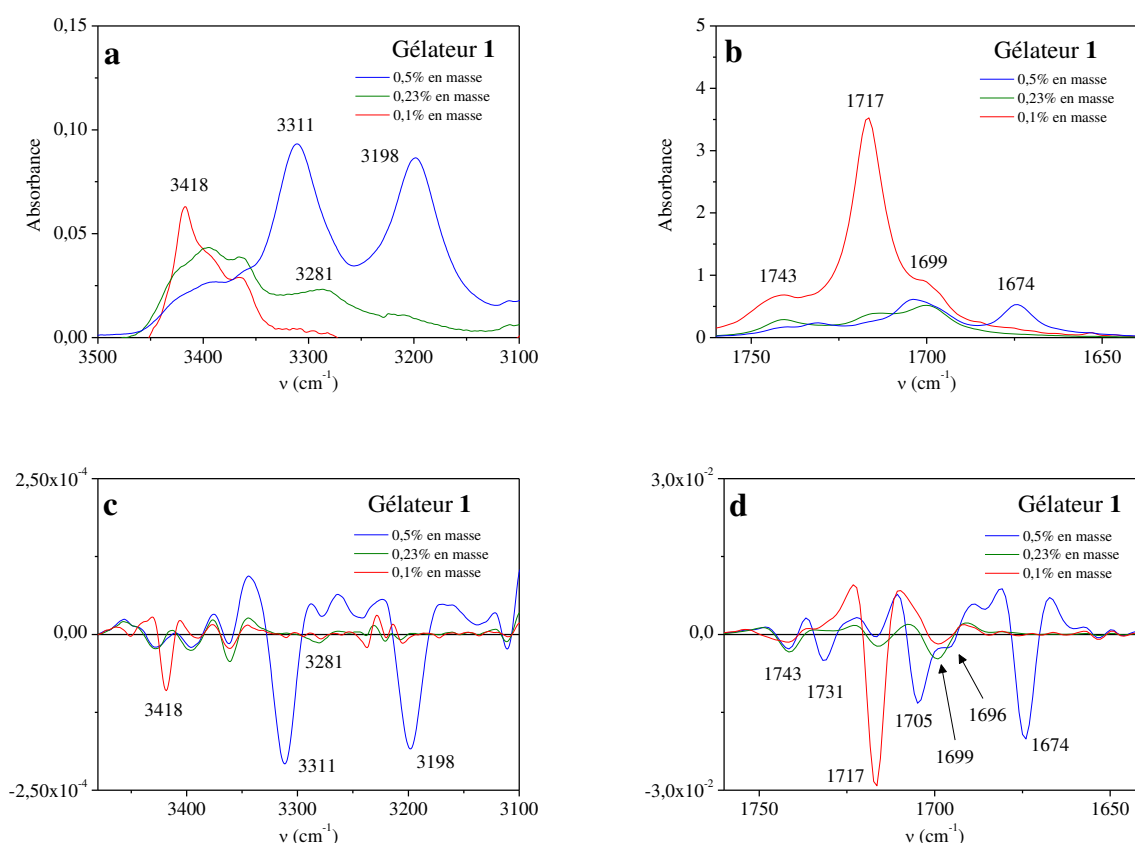 a
Gélateur 1
0,5% en masse
0,23% en masse
0,1% en masse
3418
3311
3198
3281
0,15
0,10
0,05
0,00
Absorbance
3500 3400 3300 3200 3100
ν (cm-1)
b
Gélateur 1
0,5% en masse
0,23% en masse
0,1% en masse
1717
1743
1699
1674
5
4
3
2
1
0
Absorbance
1750 1700 1650
ν (cm-1)
c
Gélateur 1
0,5% en masse
0,23% en masse
0,1% en masse
3281
3418
3311
3198
2,50x10-4
0,00
-2,50x10-4
3400 3300 3200 3100
ν (cm-1)
d
Gélateur 1
0,5% en masse
0,23% en masse
0,1% en masse
1743
1731
1705
1696
1699
1717
1674
3,0x10-2
0,0
-3,0x10-2
1750 1700 1650
ν (cm-1)